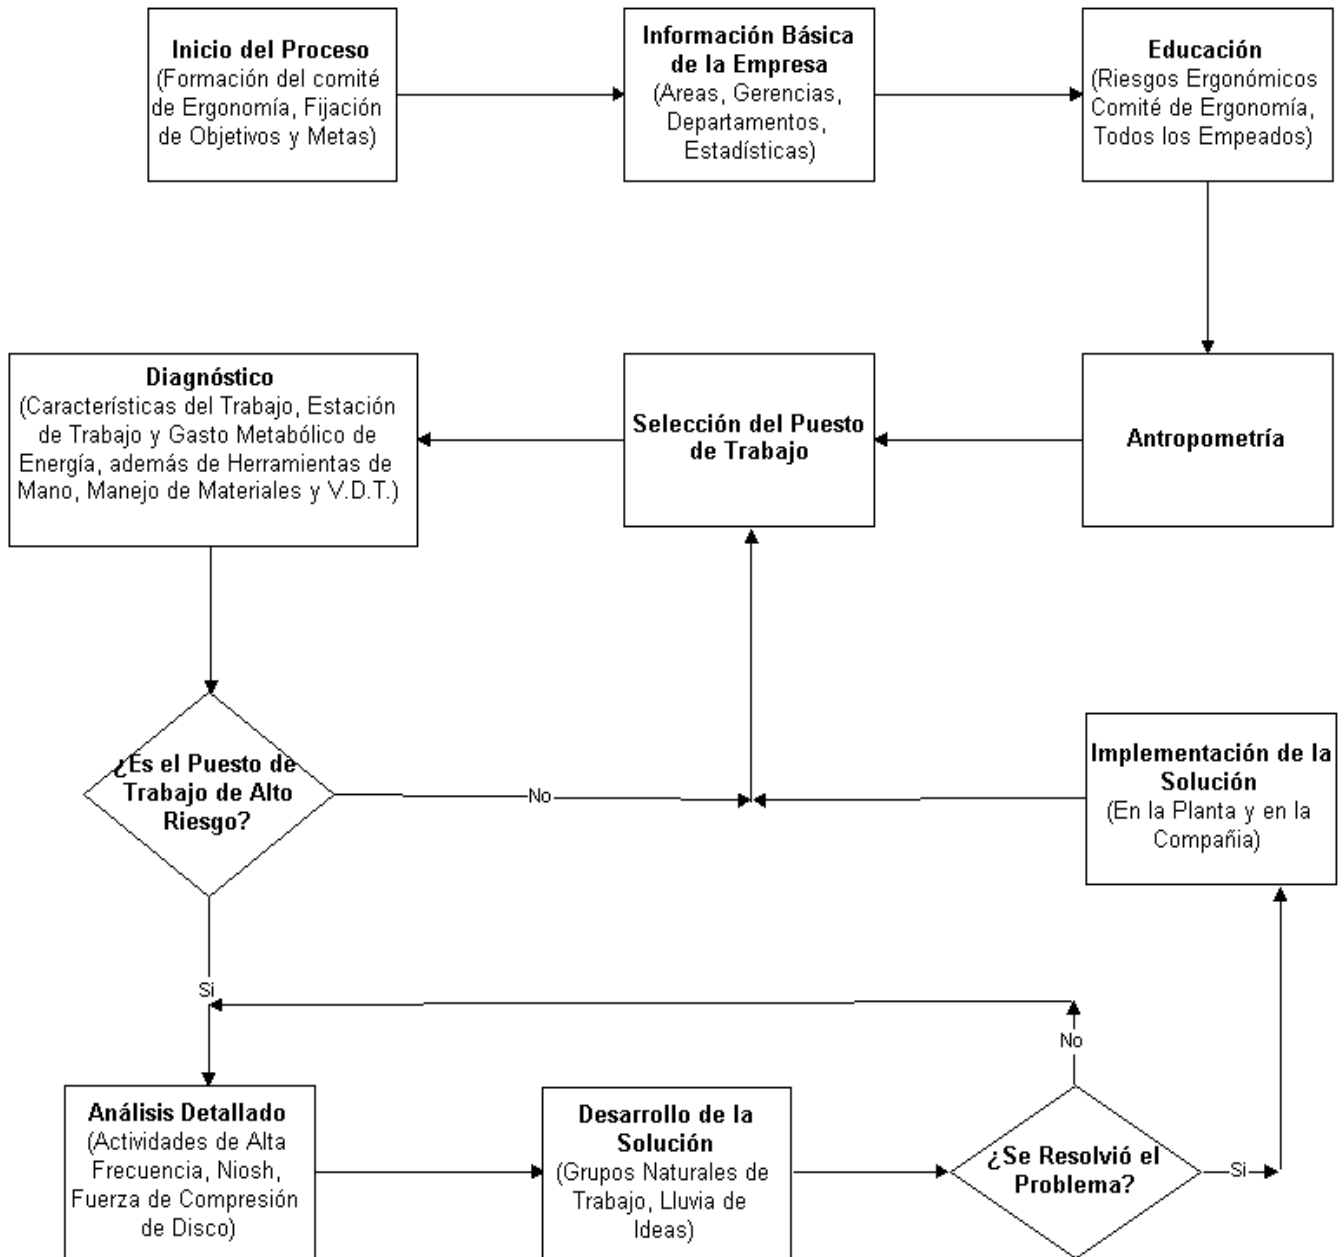 Inicio del Proceso
(Formación del comité
de Ergonomía, Fijación
de Objetivos y Metas)
Información Básica
de la Empresa
(Areas, Gerencias,
Departamentos,
Estadísticas)
Educación
(Riesgos Ergonómicos
Comité de Ergonomía,
Todos los Empeados)
Diagnóstico
(Características del Trabajo, Estación
de Trabajo y Gasto Metabólico de
Energía, además de Herramientas de
Mano, Manejo de Materiales y V.D.T.)
Selección del Puesto
de Trabajo
Antropometría
¿Es el Puesto de
Trabajo de Alto
Riesgo?
No
Implementación de la
Solución
(En la Planta y en la
Compañia)
Si
No
Análisis Detallado
(Actividades de Alta
Frecuencia, Niosh,
Fuerza de Compresión
de Disco)
Desarrollo de la
Solución
(Grupos Naturales de
Trabajo, Lluvia de
Ideas)
¿Se Resolvió el
Problema?
Si